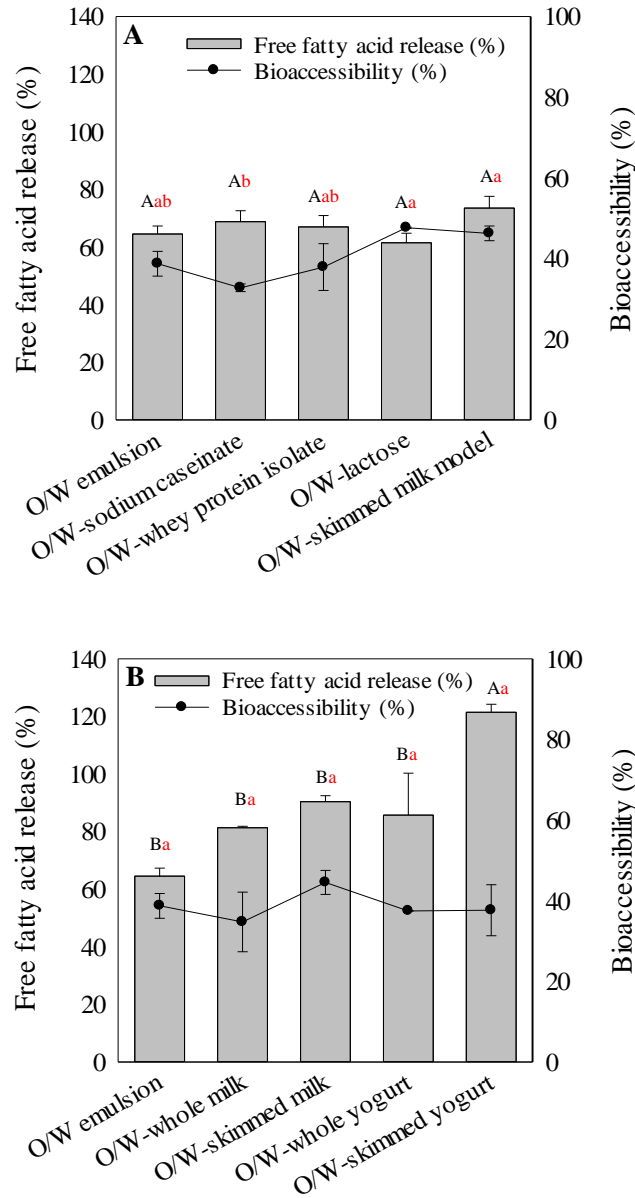 A
Free fatty acid release (%)
Bioaccessibility (%)
Free fatty acid release (%)
Bioaccessibility (%)
140
120
100
80
60
40
20
0
100
80
60
40
20
0
Aab
Ab
Aab
Aa
Aa
O/W emulsion
O/W-sodium caseinate
O/W-whey protein isolate
O/W-lactose
O/W-skimmed milk model
B
Free fatty acid release (%)
Bioaccessibility (%)
Free fatty acid release (%)
Bioaccessibility (%)
140
120
100
80
60
40
20
0
100
80
60
40
20
0
Ba
Ba
Ba
Ba
Aa
O/W emulsion
O/W-whole milk
O/W-skimmed milk
O/W-whole yogurt
O/W-skimmed yogurt